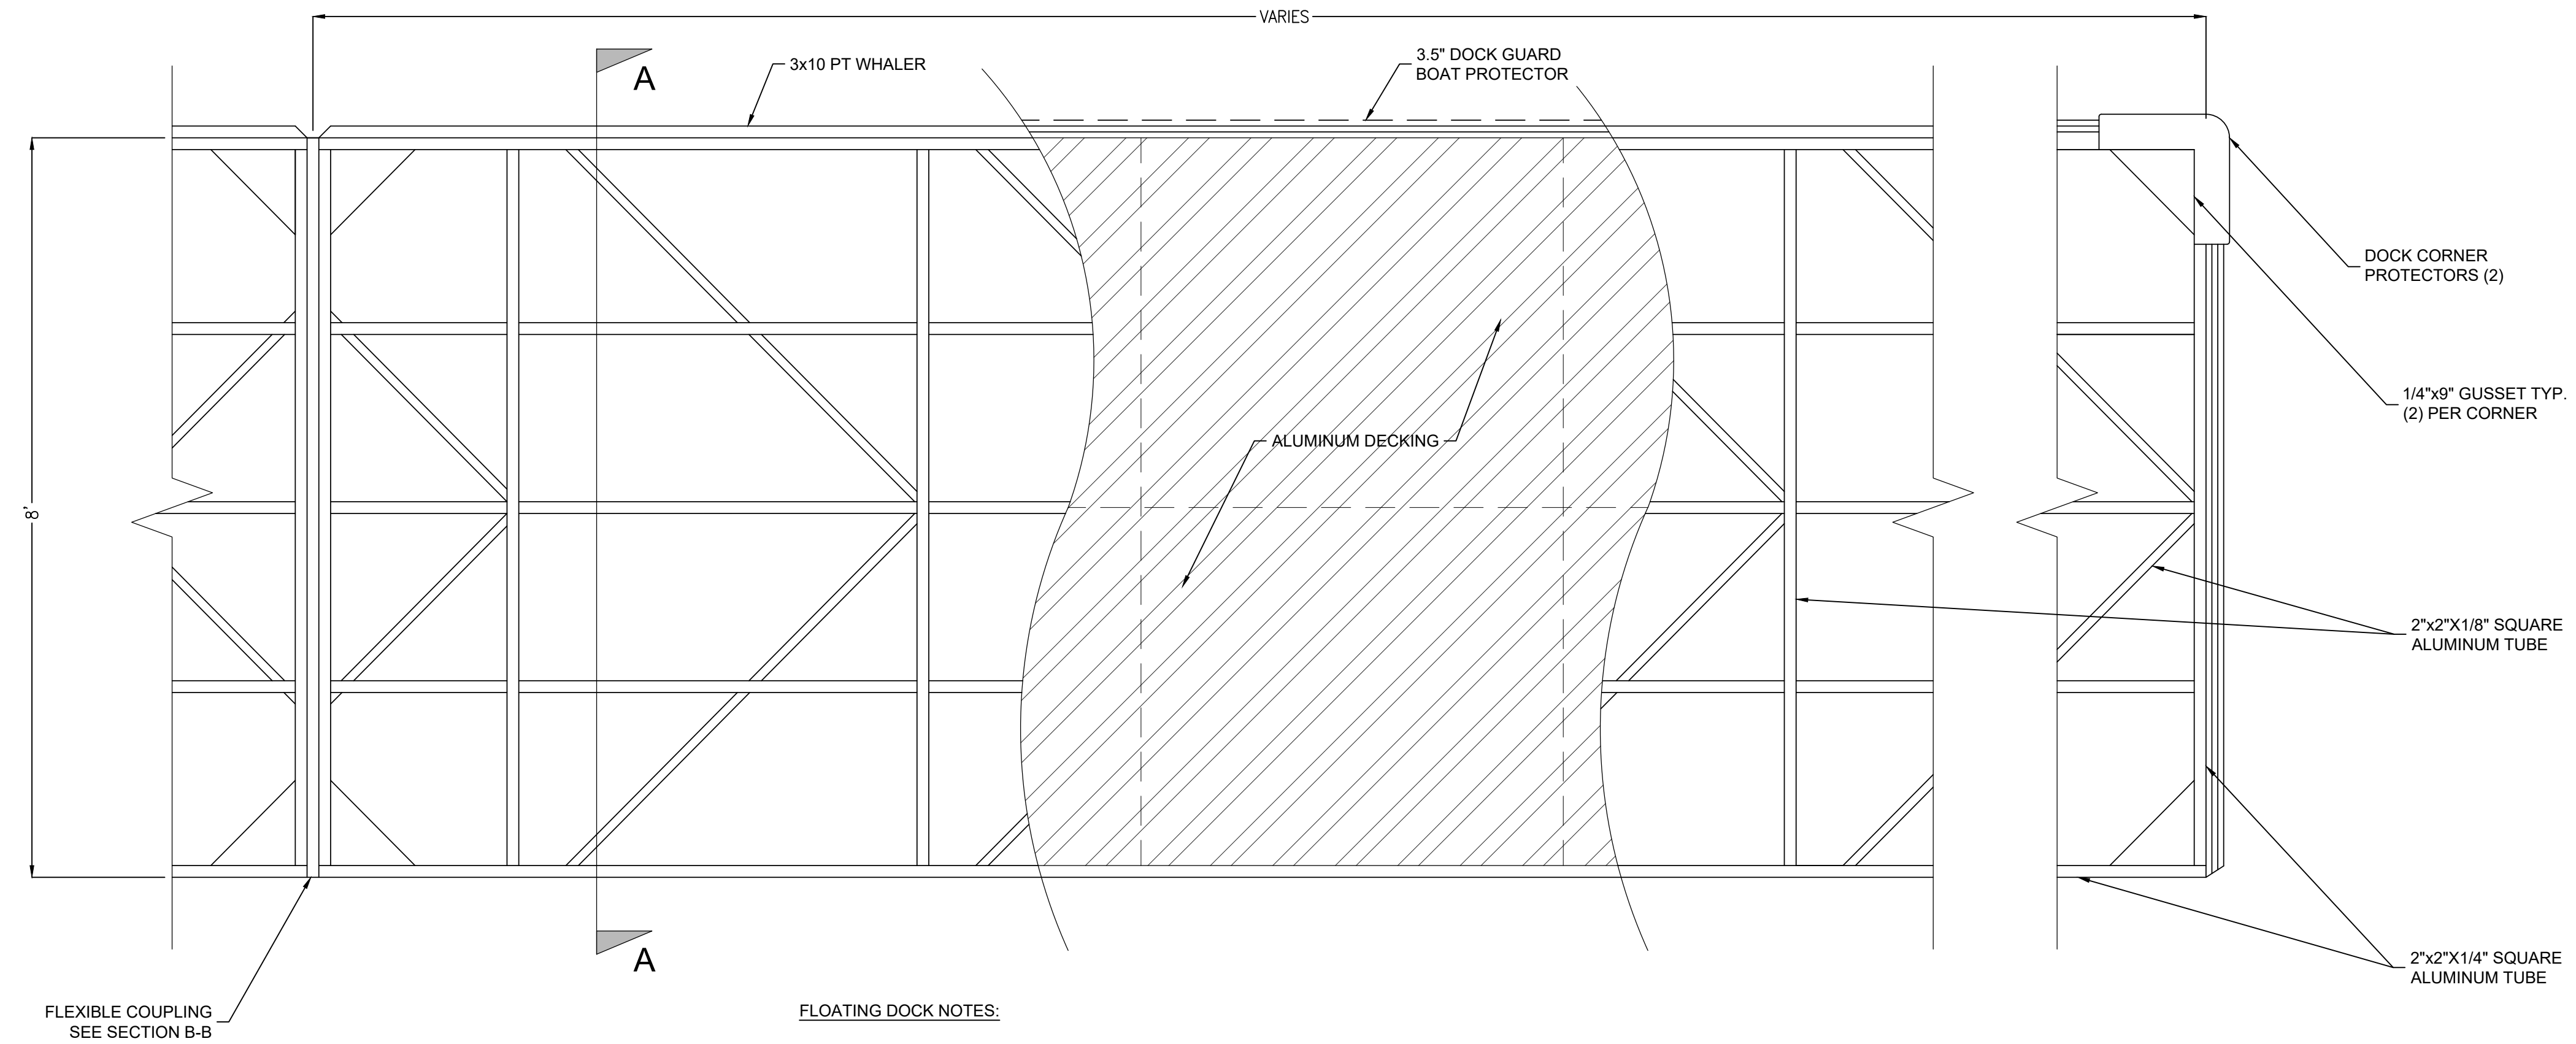 VARIES
3x10 PT WHALER
3.5" DOCK GUARD
BOAT PROTECTOR
A
8'
ALUMINUM DECKING
DOCK CORNER
PROTECTORS (2)
1/4"x9" GUSSET TYP.
(2) PER CORNER
2"x2"X1/8" SQUARE
ALUMINUM TUBE
2"x2"X1/4" SQUARE
ALUMINUM TUBE
A
FLEXIBLE COUPLING
SEE SECTION B-B
FLOATING DOCK NOTES: